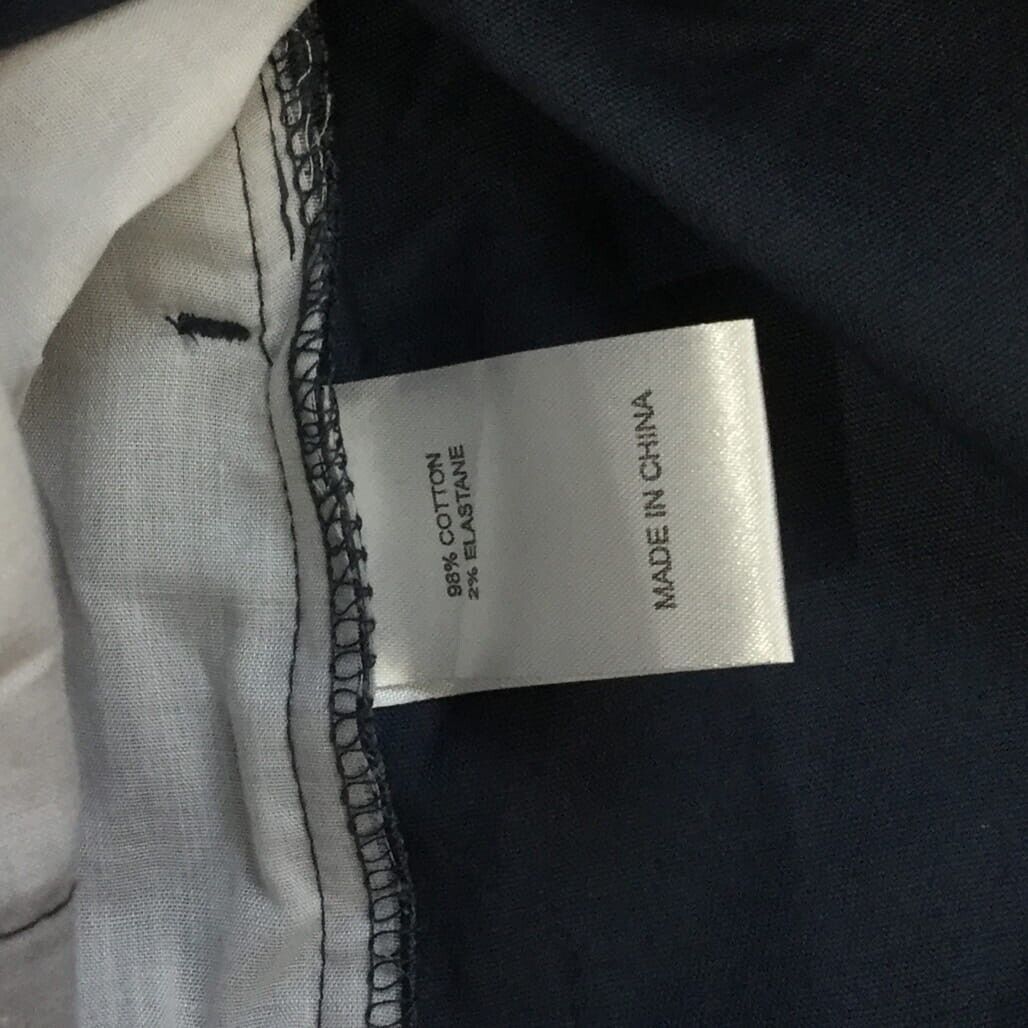 98% COTTON
2% ELASTANE
MADE IN CHINA